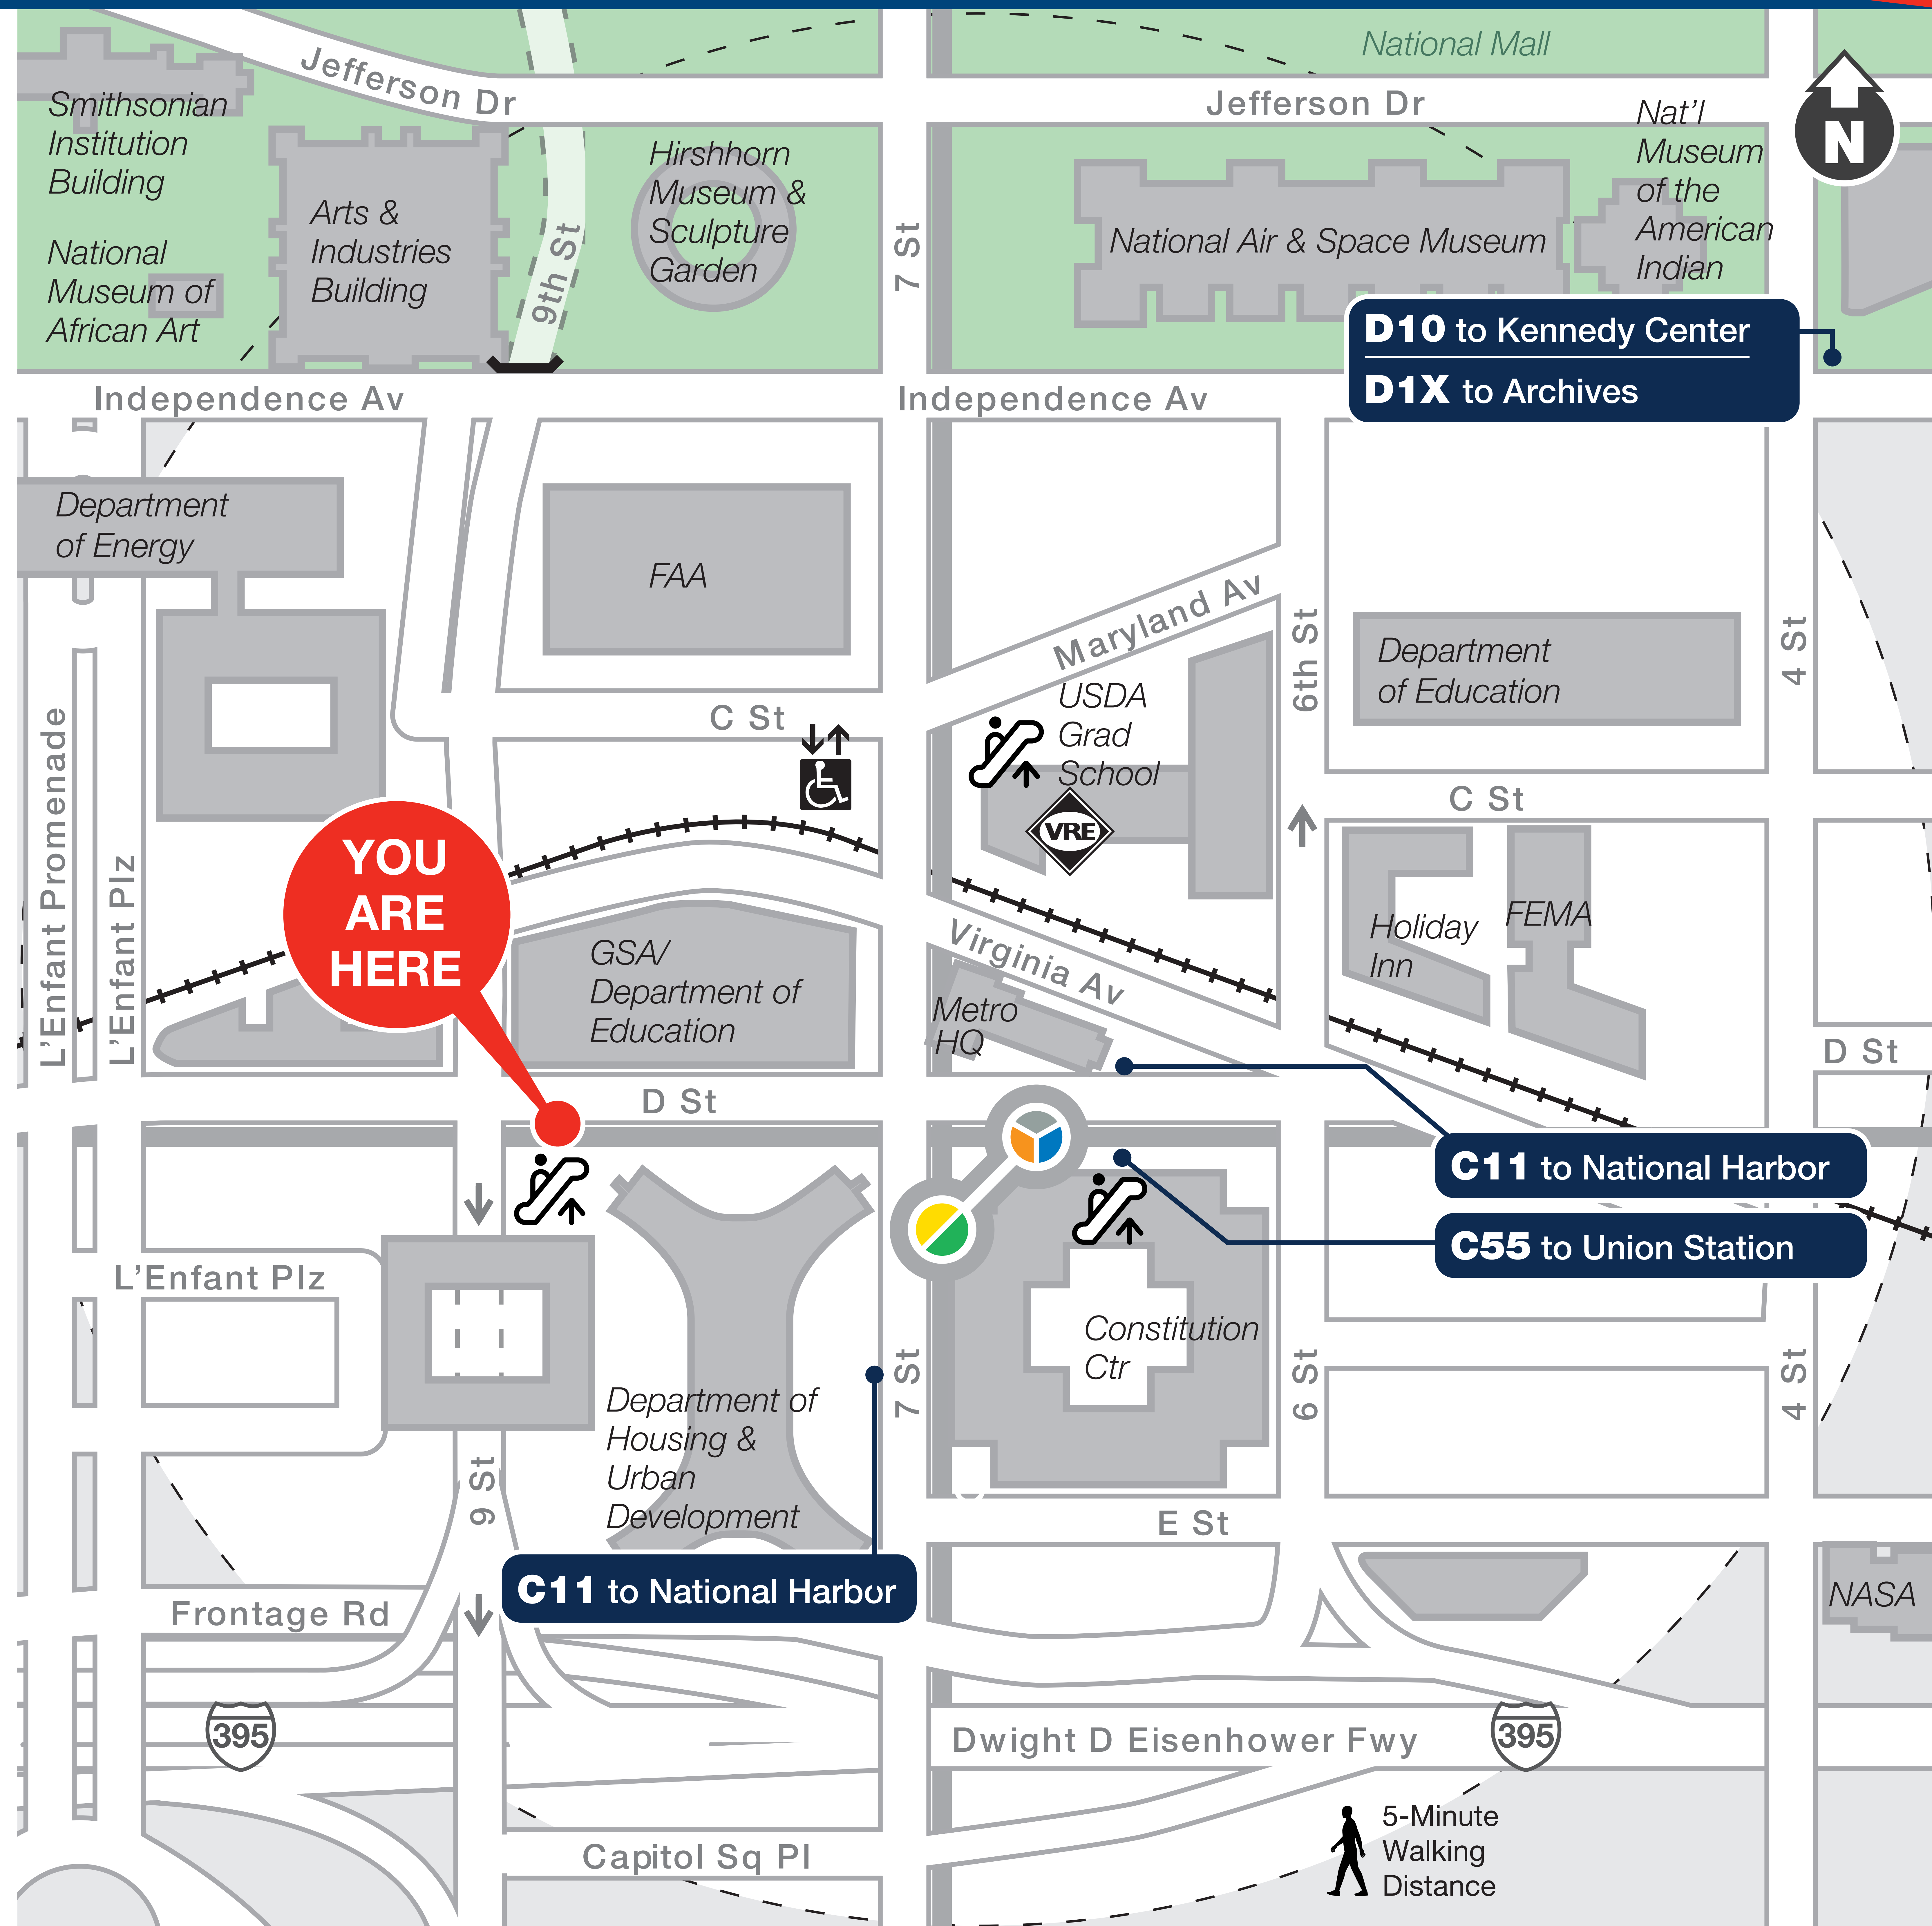 National Mall
Jefferson Dr
Jefferson Dr
N
Smithsonian
Institution
Building
National
Museum of
African Art
Arts &
Industries
Building
9th St
Hirshhorn
Museum &
Sculpture
Garden
7 St
National Air & Space Museum
Nat'l
Museum
of the
American
Indian
D10 to Kennedy Center
D1X to Archives
Independence Av
Independence Av
Department
of Energy
FAA
Maryland Av
6th St
4 St
Department
of Education
USDA
Grad
School
C St
C St
VRE
L'Enfant Promenade
L'Enfant Plz
YOU
ARE
HERE
GSA/
Department of
Education
Virginia Av
Metro
HQ
Holiday
Inn
FEMA
D St
D St
C11 to National Harbor
C55 to Union Station
L'Enfant Plz
Constitution
Ctr
7 St
6 St
4 St
Department of
Housing &
Urban
Development
9 St
E St
C11 to National Harbor
NASA
Frontage Rd
395
Dwight D Eisenhower Fwy
395
5-Minute
Walking
Distance
Capitol Sq Pl